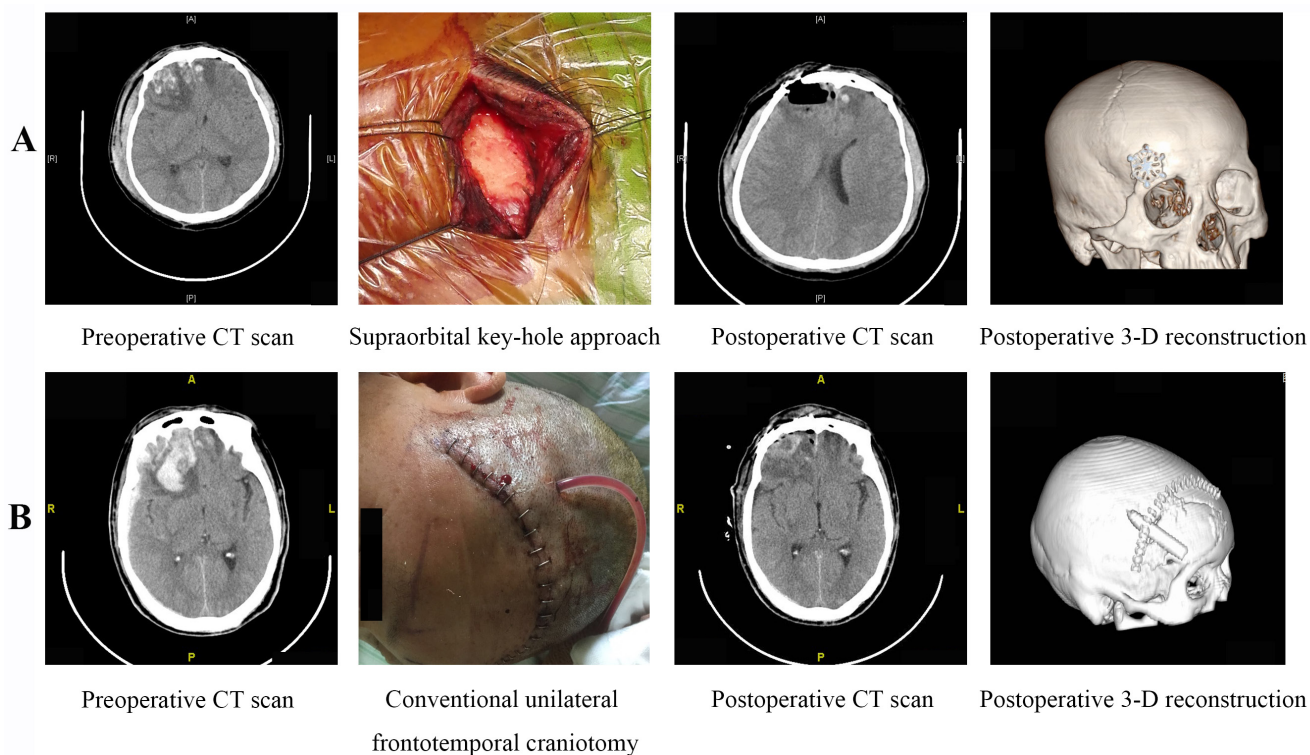 A
[A]
[R]
[L]
[P]
[A]
[R]
[L]
[P]
Preoperative CT scan
Supraorbital key-hole approach
Postoperative CT scan
Postoperative 3-D reconstruction
B
A
R
L
P
A
R
L
P
Preoperative CT scan
Conventional unilateral
frontotemporal craniotomy
Postoperative CT scan
Postoperative 3-D reconstruction